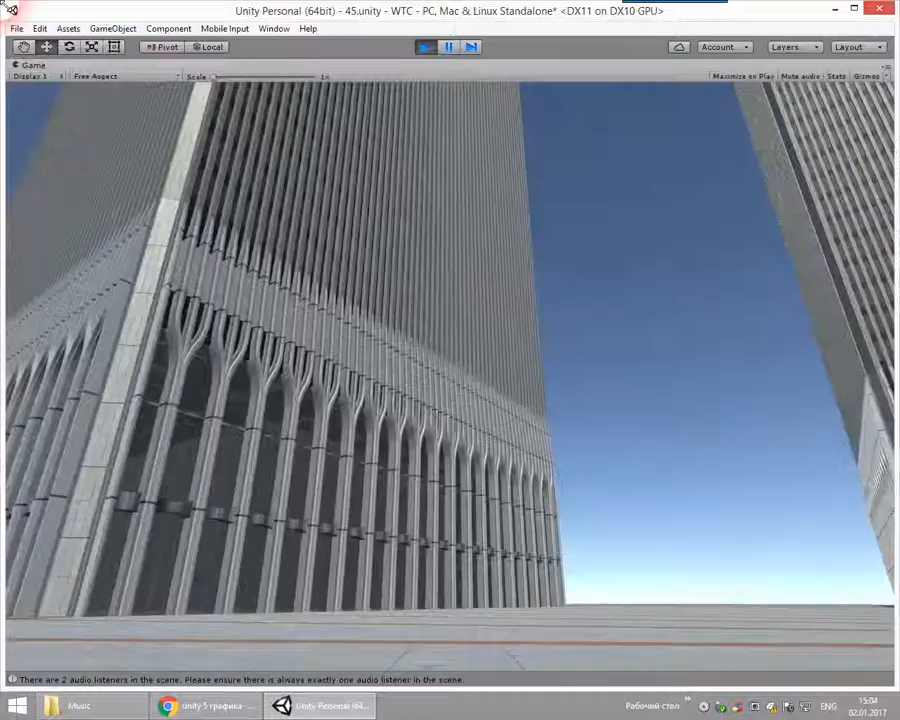 Unity Personal (64bit) - 45.unity - WTC - PC, Mac & Linux Standalone* <DX11 on DX10 GPU>
File Edit Assets GameObject Component Mobile Input Window Help
Pivot Local Account Layers Layout
Game
Display 1 Free Aspect Scale 1x Maximize on Play Mute audio Stats Gizmos
There are 2 audio listeners in the scene. Please ensure there is always exactly one audio listener in the scene.
Music unity 5 графика - ... Unity Personal (64... Рабочий стол ENG 15:04
02.01.2017